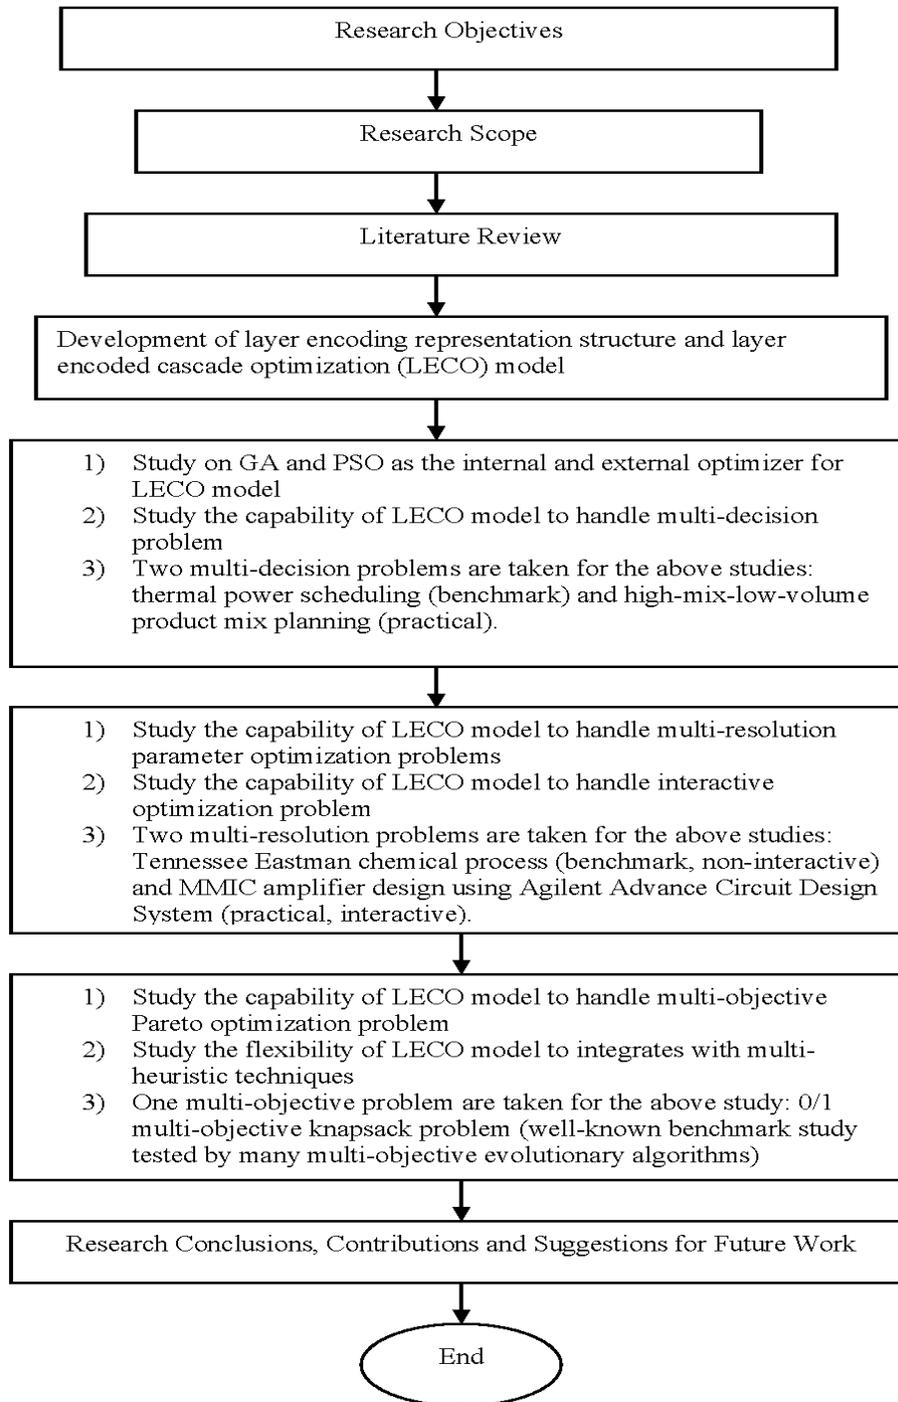 Research Objectives
Research Scope
Literature Review
Development of layer encoding representation structure and layer
encoded cascade optimization (LECO) model
1) Study on GA and PSO as the internal and external optimizer for
LECO model
2) Study the capability of LECO model to handle multi-decision
problem
3) Two multi-decision problems are taken for the above studies:
thermal power scheduling (benchmark) and high-mix-low-volume
product mix planning (practical).
1) Study the capability of LECO model to handle multi-resolution
parameter optimization problems
2) Study the capability of LECO model to handle interactive
optimization problem
3) Two multi-resolution problems are taken for the above studies:
Tennessee Eastman chemical process (benchmark, non-interactive)
and MMIC amplifier design using Agilent Advance Circuit Design
System (practical, interactive).
1) Study the capability of LECO model to handle multi-objective
Pareto optimization problem
2) Study the flexibility of LECO model to integrates with multi-
heuristic techniques
3) One multi-objective problem are taken for the above study: 0/1
multi-objective knapsack problem (well-known benchmark study
tested by many multi-objective evolutionary algorithms)
Research Conclusions, Contributions and Suggestions for Future Work
End